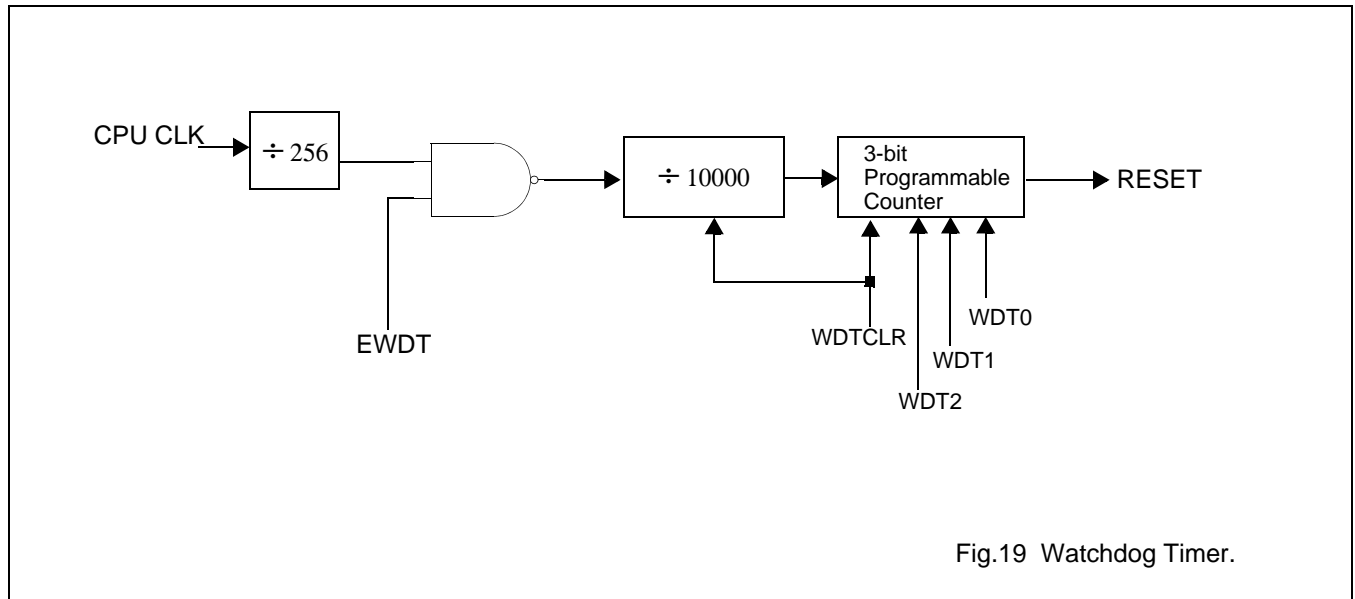 CPU CLK
÷ 256
÷ 10000
3-bit
Programmable
Counter
RESET
EWDT
WDTCLR
WDT0
WDT1
WDT2
Fig.19 Watchdog Timer.